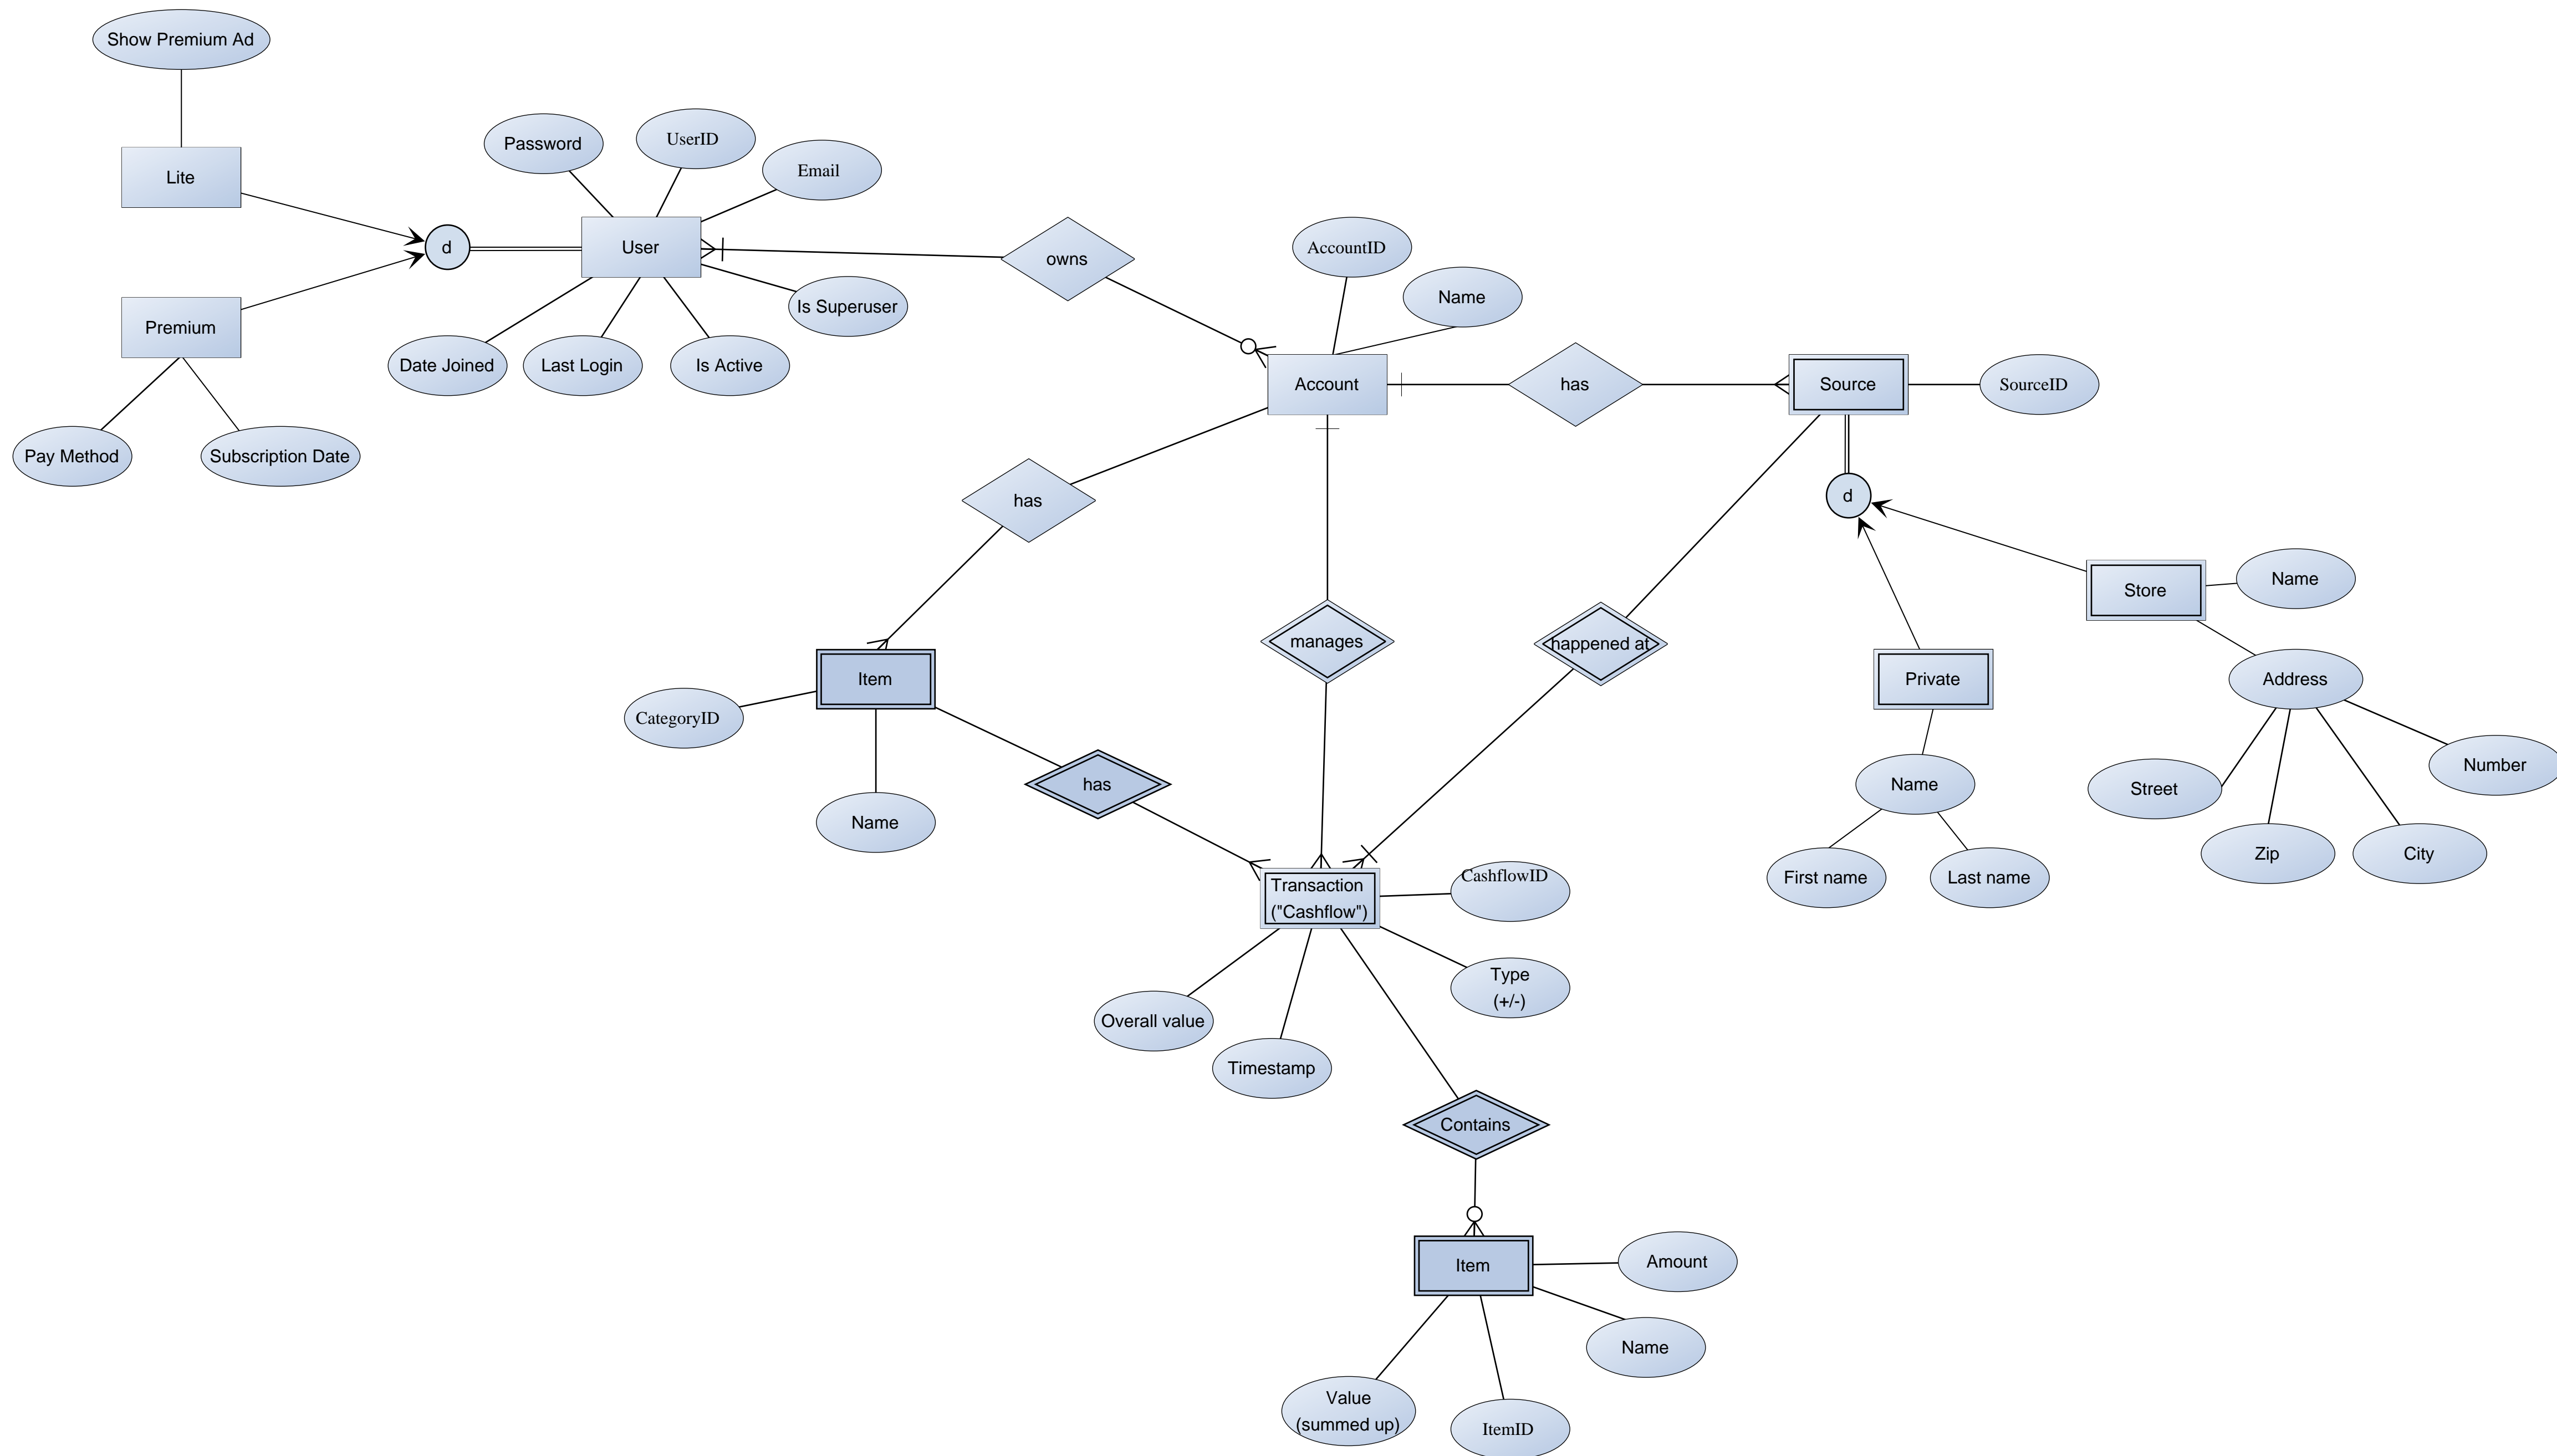 Show Premium Ad
Password
UserID
Email
Lite
d
User
owns
AccountID
Name
Is Superuser
Premium
Date Joined
Last Login
Is Active
Account
has
Source
SourceID
Pay Method
Subscription Date
has
d
Store
Name
manages
happened at
Item
Private
Address
CategoryID
Name
has
Name
Street
Number
Zip
City
First name
Last name
Transaction
("Cashflow")
CashflowID
Type
(+/-)
Overall value
Timestamp
Contains
Item
Amount
Name
Value
(summed up)
ItemID